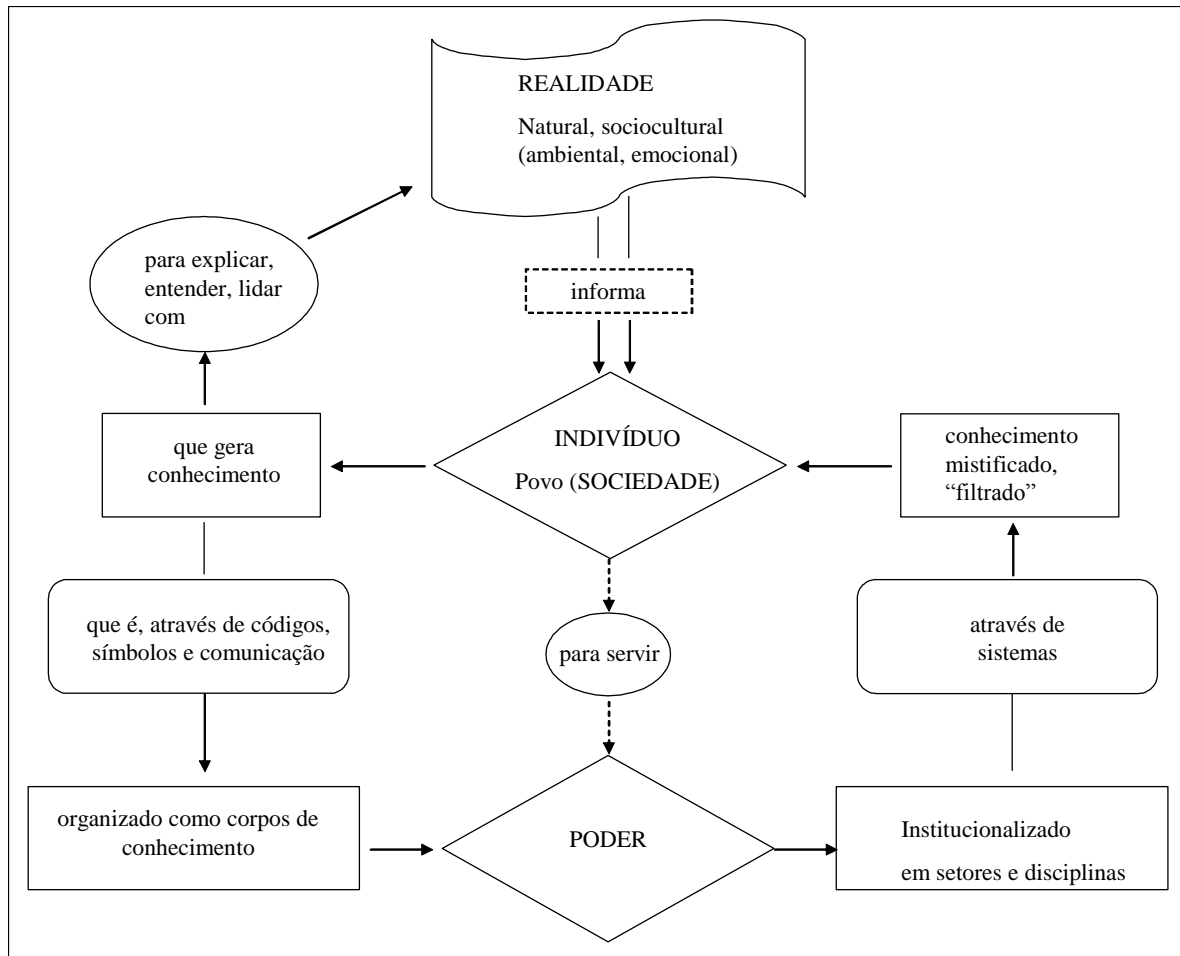 REALIDADE
Natural, sociocultural
(ambiental, emocional)
para explicar,
entender, lidar
com
informa
que gera
conhecimento
INDIVÍDUO
Povo (SOCIEDADE)
conhecimento
mistificado,
“filtrado”
que é, através de códigos,
símbolos e comunicação
para servir
através de
sistemas
organizado como corpos de
conhecimento
PODER
Institucionalizado
em setores e disciplinas